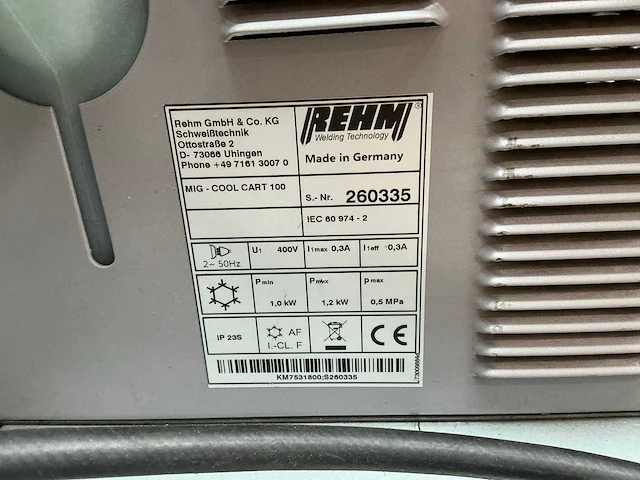 Rehm GmbH & Co. KG
Schweißtechnik
Ottostraße 2
D- 73066 Uhingen
Phone +49 7161 3007 0
REHM®
Welding Technology
Made in Germany
MIG - COOL CART 100
S.- Nr. 260335
IEC 60 974 - 2
2~ 50Hz
U1 400V
I1max 0,3A
I1eff 0,3A
Pmin
1,0 kW
Pmax
1,2 kW
pmax
0,5 MPa
IP 23S
AF
I.-CL. F
CE
KM7531800;S260335